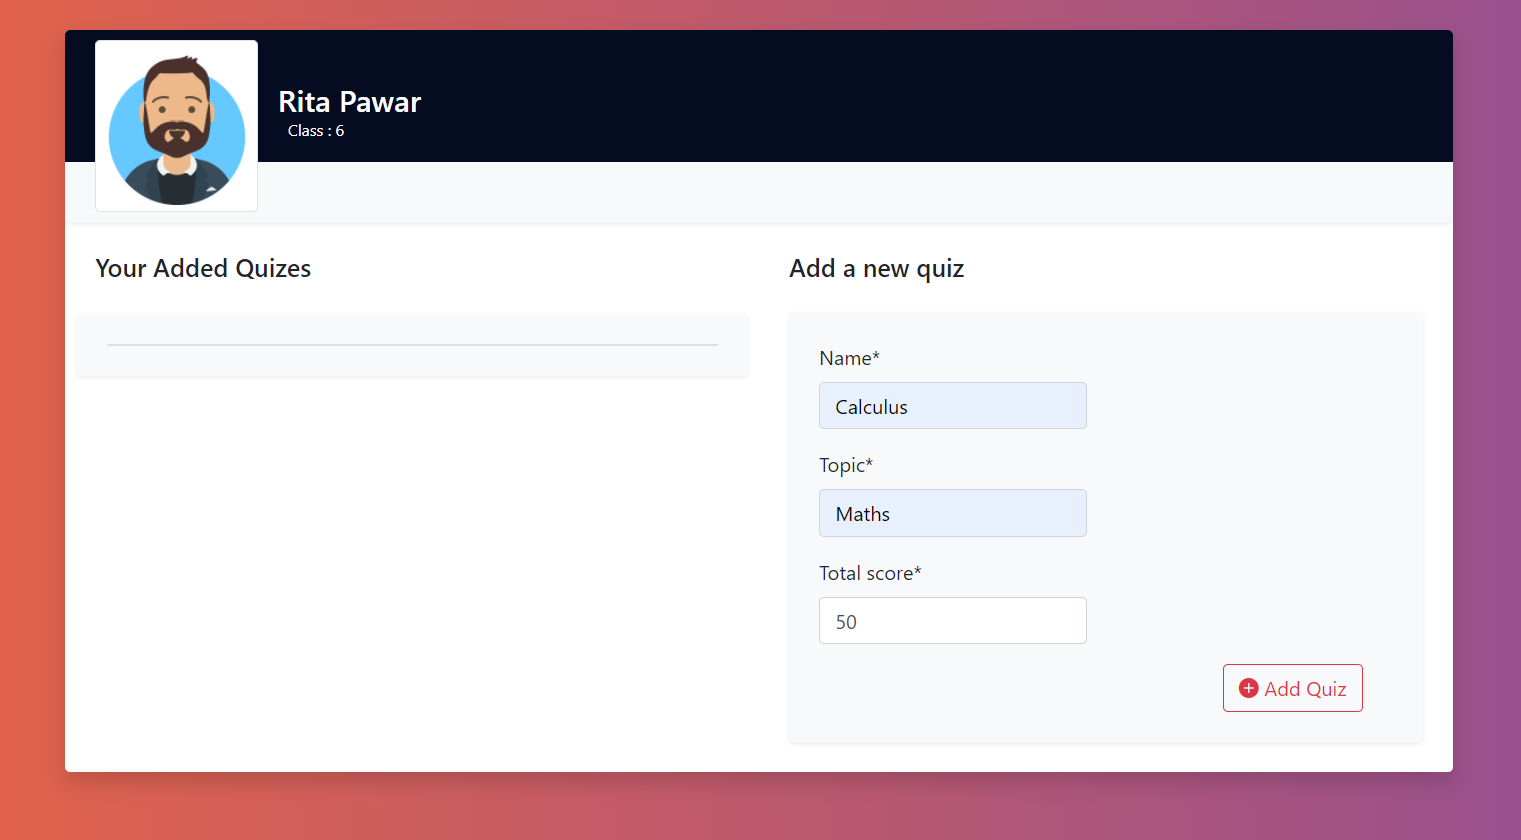 Rita Pawar
Class : 6
Your Added Quizes
Add a new quiz
Name*
Calculus
Topic*
Maths
Total score*
50
Add Quiz